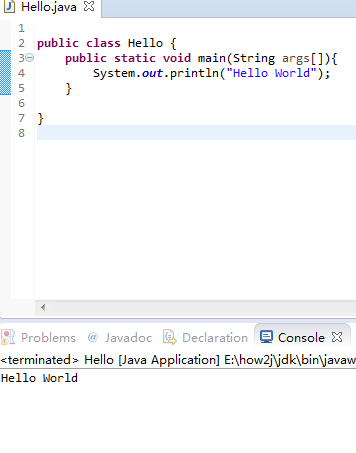 Hello.java
1
2 public class Hello {
3 public static void main(String args[]){
4 System.out.println("Hello World");
5 }
6
7 }
8
Problems @ Javadoc Declaration Console
<terminated> Hello [Java Application] E:\how2j\jdk\bin\javaw
Hello World